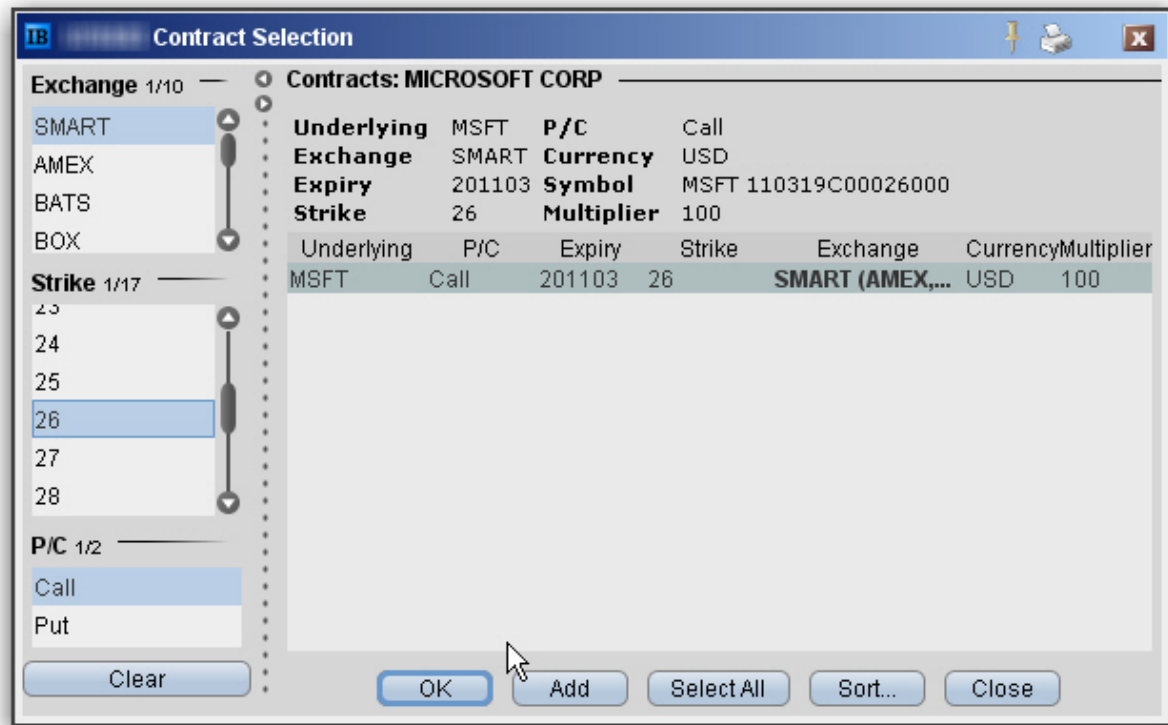 IB Contract Selection
Exchange 1/10
SMART
AMEX
BATS
BOX
Strike 1/17
23
24
25
26
27
28
P/C 1/2
Call
Put
Clear
Contracts: MICROSOFT CORP
Underlying MSFT P/C Call
Exchange SMART Currency USD
Expiry 201103 Symbol MSFT 110319C00026000
Strike 26 Multiplier 100
Underlying P/C Expiry Strike Exchange Currency Multiplier
MSFT Call 201103 26 SMART (AMEX,... USD 100
OK Add Select All Sort... Close